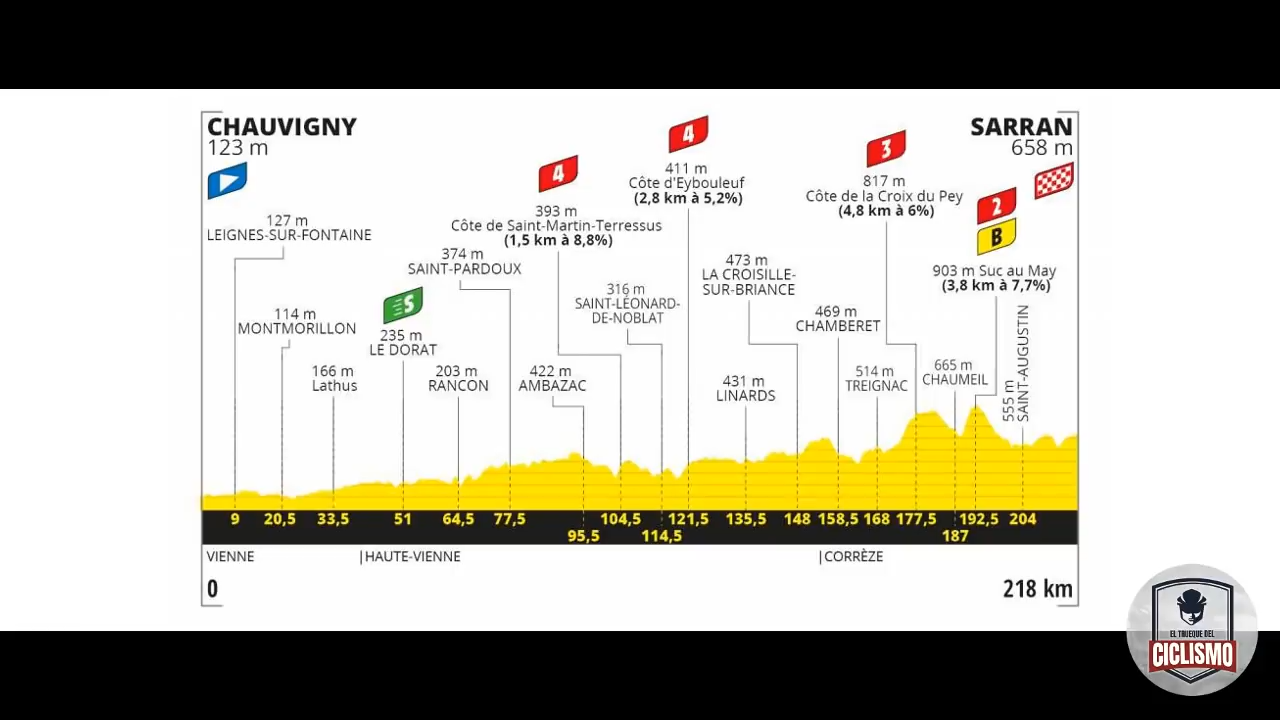 CHAUVIGNY
123 m
SARRAN
658 m
127 m
LEIGNES-SUR-FONTAINE
114 m
MONTMORILLON
166 m
Lathus
S
235 m
LE DORAT
203 m
RANCON
374 m
SAINT-PARDOUX
4
393 m
Côte de Saint-Martin-Terressus
(1,5 km à 8,8%)
422 m
AMBAZAC
316 m
SAINT-LÉONARD-
DE-NOBLAT
4
411 m
Côte d'Eybouleuf
(2,8 km à 5,2%)
431 m
LINARDS
473 m
LA CROISILLE-
SUR-BRIANCE
469 m
CHAMBERET
514 m
TREIGNAC
3
817 m
Côte de la Croix du Pey
(4,8 km à 6%)
665 m
CHAUMEIL
2
B
903 m Suc au May
(3,8 km à 7,7%)
555 m
SAINT-AUGUSTIN
9 20,5 33,5 51 64,5 77,5 104,5 121,5 135,5 148 158,5 168 177,5 192,5 204
95,5 114,5 187
VIENNE |HAUTE-VIENNE |CORRÈZE
0 218 km
EL TRUEQUE DEL
CICLISMO